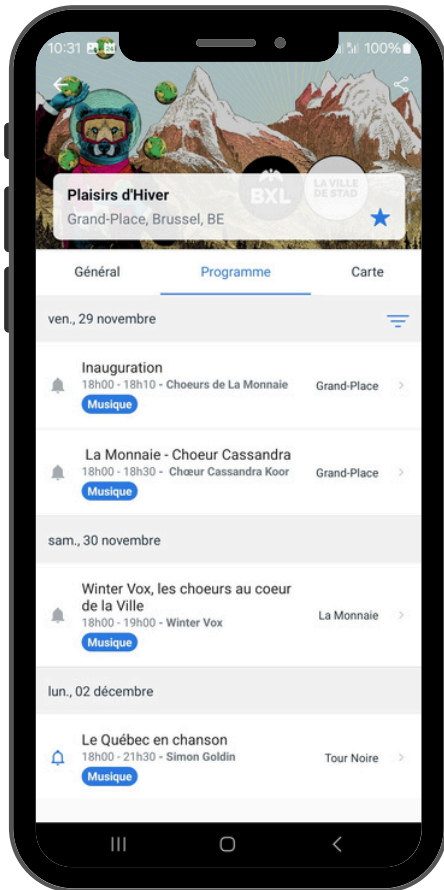 10:31
100%
BXL
LA VILLE
DE STAD
Plaisirs d'Hiver
Grand-Place, Brussel, BE
Général Programme Carte
ven., 29 novembre
Inauguration
18h00 - 18h10 - Choeurs de La Monnaie Grand-Place
Musique
La Monnaie - Choeur Cassandra
18h00 - 18h30 - Chœur Cassandra Koor Grand-Place
Musique
sam., 30 novembre
Winter Vox, les choeurs au coeur
de la Ville
18h00 - 19h00 - Winter Vox La Monnaie
Musique
lun., 02 décembre
Le Québec en chanson
18h00 - 21h30 - Simon Goldin Tour Noire
Musique